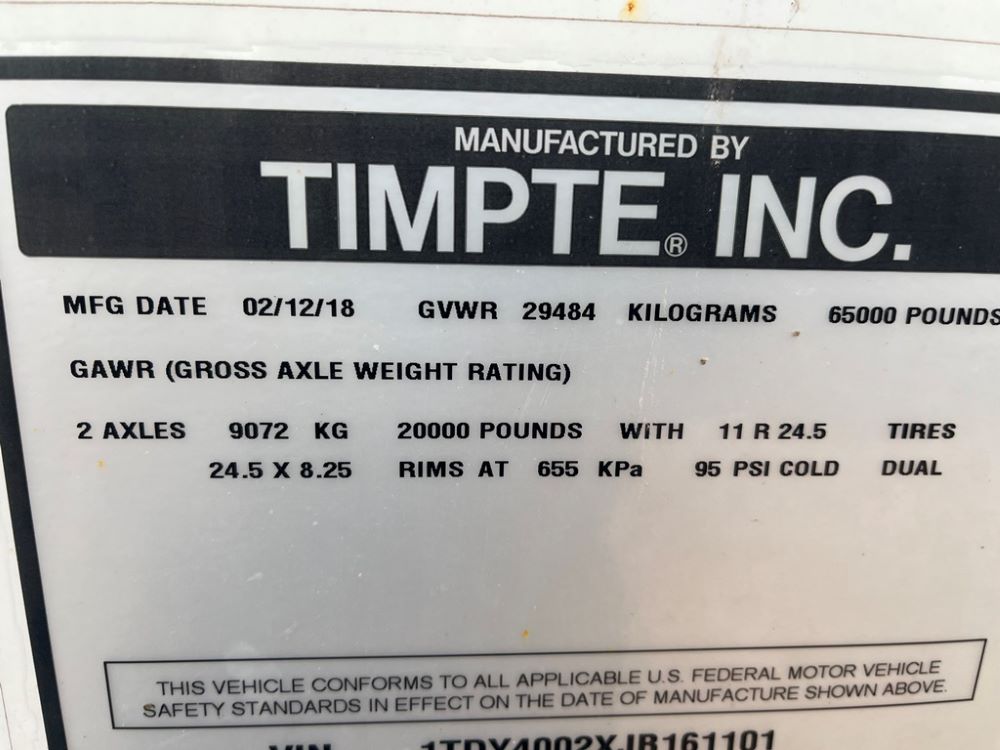 MANUFACTURED BY
TIMPTE® INC.
MFG DATE 02/12/18 GVWR 29484 KILOGRAMS 65000 POUNDS
GAWR (GROSS AXLE WEIGHT RATING)
2 AXLES 9072 KG 20000 POUNDS WITH 11 R 24.5 TIRES
24.5 X 8.25 RIMS AT 655 KPa 95 PSI COLD DUAL
THIS VEHICLE CONFORMS TO ALL APPLICABLE U.S. FEDERAL MOTOR VEHICLE
SAFETY STANDARDS IN EFFECT ON THE DATE OF MANUFACTURE SHOWN ABOVE.
VIN 1TDY4002XJB161101